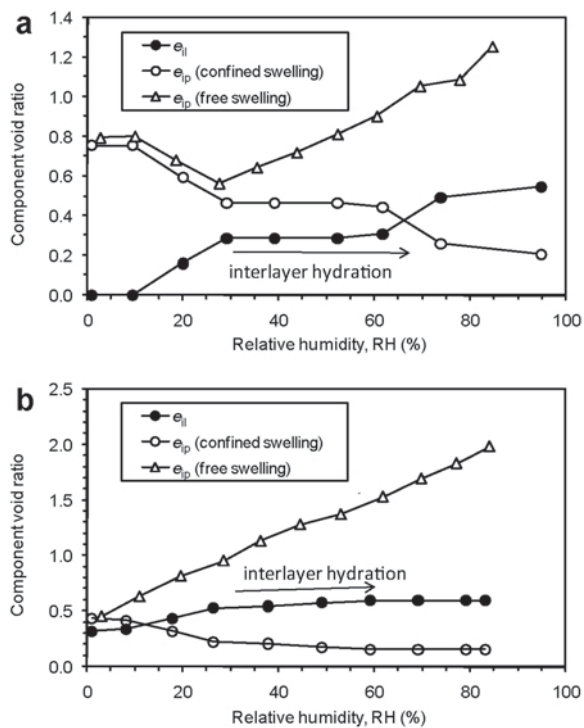 a
1.4
1.2
1.0
0.8
0.6
0.4
0.2
0.0
Component void ratio
e_il
e_ip (confined swelling)
e_ip (free swelling)
interlayer hydration
0 20 40 60 80 100
Relative humidity, RH (%)
b
2.5
2.0
1.5
1.0
0.5
0.0
Component void ratio
e_il
e_ip (confined swelling)
e_ip (free swelling)
interlayer hydration
0 20 40 60 80 100
Relative humidity, RH (%)